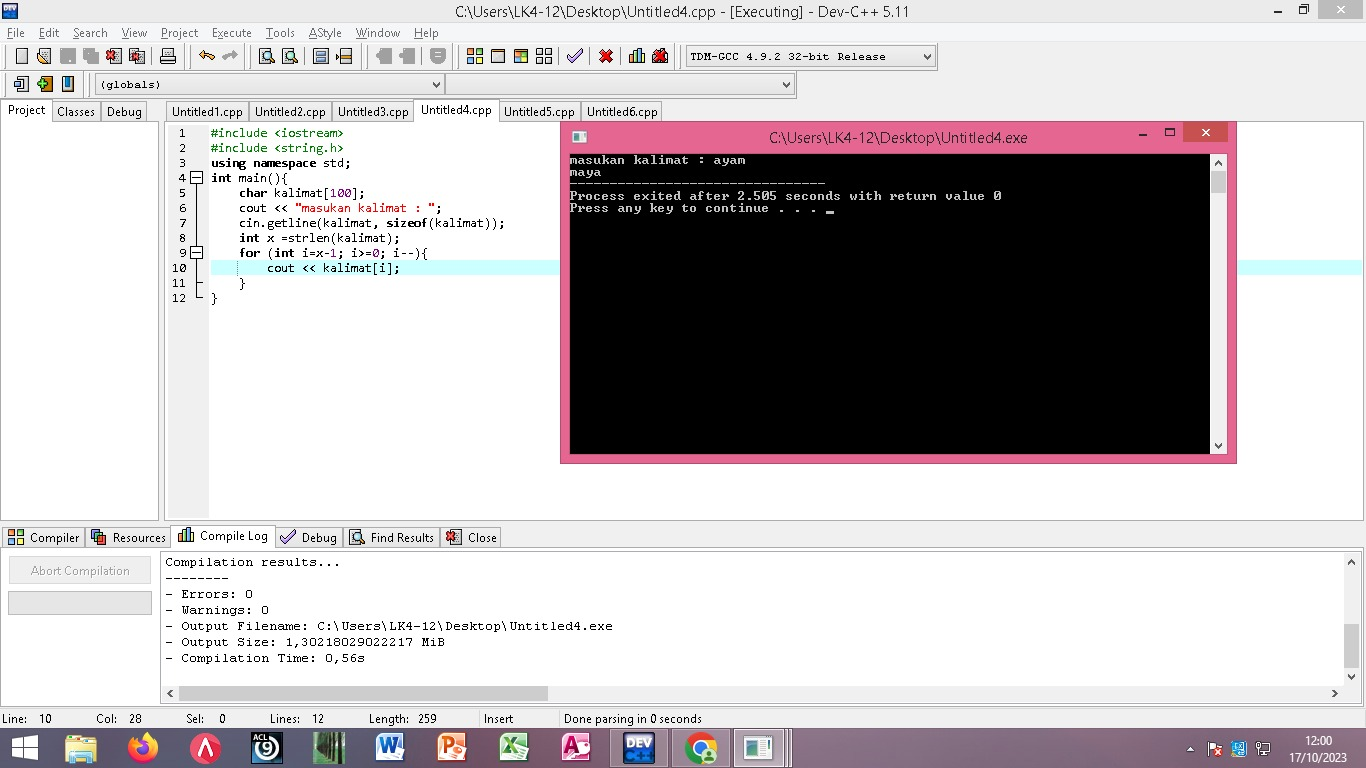 C:\Users\LK4-12\Desktop\Untitled4.cpp - [Executing] - Dev-C++ 5.11
File Edit Search View Project Execute Tools AStyle Window Help
TDM-GCC 4.9.2 32-bit Release
(globals)
Project Classes Debug
Untitled1.cpp Untitled2.cpp Untitled3.cpp Untitled4.cpp Untitled5.cpp Untitled6.cpp
1 #include <iostream>
2 #include <string.h>
3 using namespace std;
4 int main(){
5 char kalimat[100];
6 cout << "masukan kalimat : ";
7 cin.getline(kalimat, sizeof(kalimat));
8 int x =strlen(kalimat);
9 for (int i=x-1; i>=0; i--){
10 cout << kalimat[i];
11 }
12 }
C:\Users\LK4-12\Desktop\Untitled4.exe
masukan kalimat : ayam
maya
--------------------------------
Process exited after 2.505 seconds with return value 0
Press any key to continue . . .
Compiler Resources Compile Log Debug Find Results Close
Abort Compilation
Compilation results...
--------
- Errors: 0
- Warnings: 0
- Output Filename: C:\Users\LK4-12\Desktop\Untitled4.exe
- Output Size: 1,30218029022217 MiB
- Compilation Time: 0,56s
Line: 10 Col: 28 Sel: 0 Lines: 12 Length: 259 Insert Done parsing in 0 seconds
ACL 9
DEV C++
12:00
17/10/2023